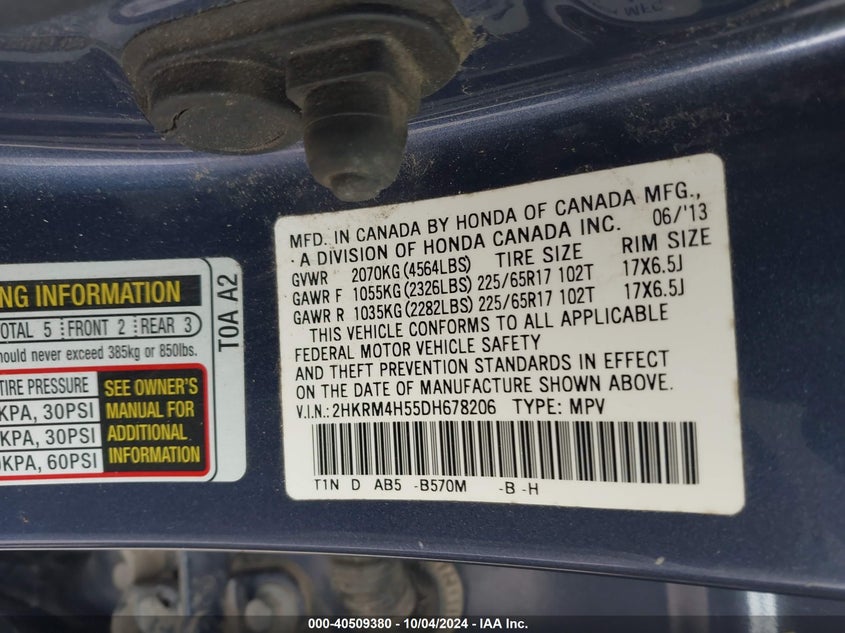 MFD. IN CANADA BY HONDA OF CANADA MFG.,
A DIVISION OF HONDA CANADA INC. 06/'13
GVWR 2070KG(4564LBS) TIRE SIZE RIM SIZE
GAWR F 1055KG(2326LBS) 225/65R17 102T 17X6.5J
GAWR R 1035KG(2282LBS) 225/65R17 102T 17X6.5J
THIS VEHICLE CONFORMS TO ALL APPLICABLE
FEDERAL MOTOR VEHICLE SAFETY
AND THEFT PREVENTION STANDARDS IN EFFECT
ON THE DATE OF MANUFACTURE SHOWN ABOVE.
V.I.N.: 2HKRM4H55DH678206 TYPE: MPV
T1N D AB5 -B570M -B -H
NG INFORMATION
OTAL 5 FRONT 2 REAR 3
hould never exceed 385kg or 850lbs.
TIRE PRESSURE
KPA, 30PSI
KPA, 30PSI
0KPA, 60PSI
SEE OWNER'S
MANUAL FOR
ADDITIONAL
INFORMATION
T0A A2
000-40509380 - 10/04/2024 - IAA Inc.